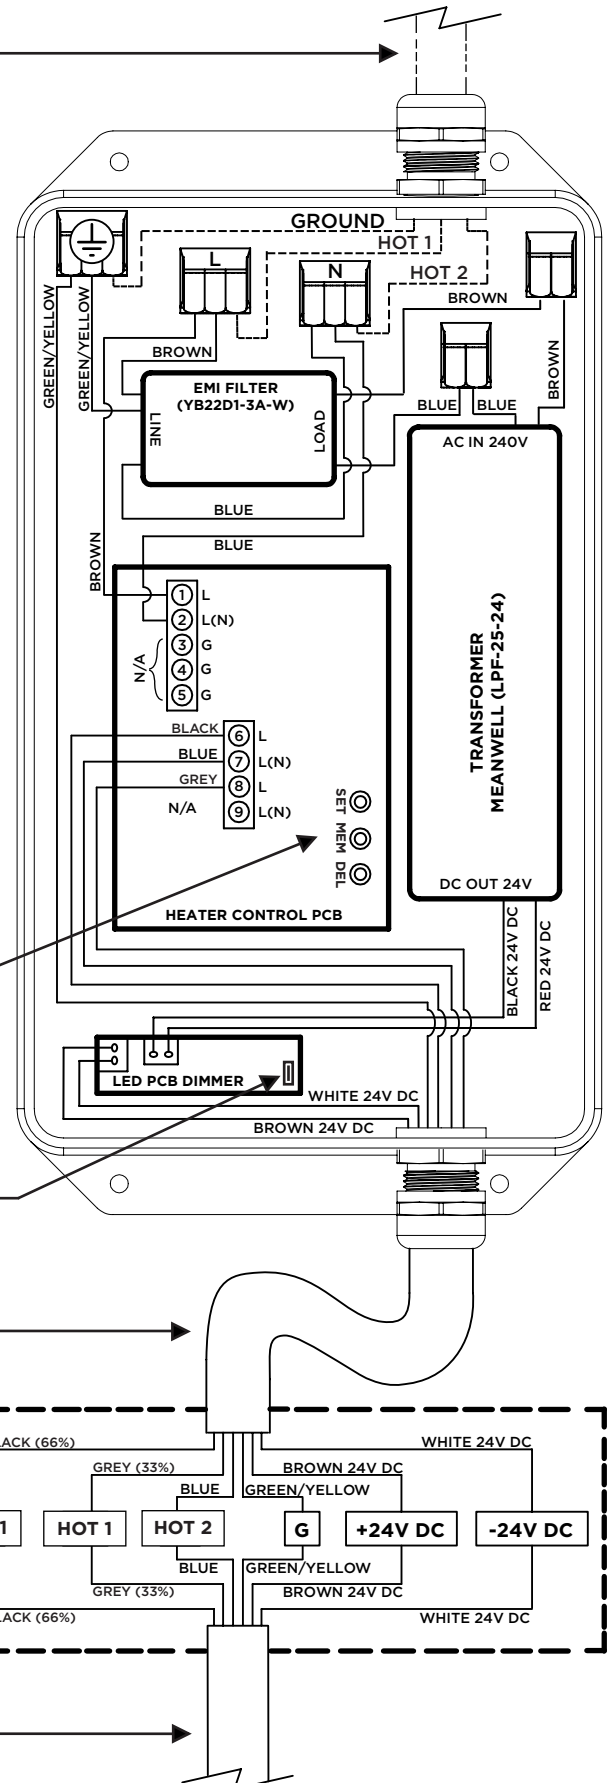 GROUND
HOT 1
HOT 2
L
N
BROWN
GREEN/YELLOW
GREEN/YELLOW
BROWN
BROWN
EMI FILTER
(YB22D1-3A-W)
LINE
LOAD
BLUE
BLUE
AC IN 240V
BLUE
BLUE
BROWN
1 L
2 L(N)
3 G
4 G
5 G
N/A
TRANSFORMER
MEANWELL (LPF-25-24)
BLACK 6 L
BLUE 7 L(N)
GREY 8 L
N/A 9 L(N)
SET
MEM
DEL
HEATER CONTROL PCB
DC OUT 24V
BLACK 24V DC
RED 24V DC
LED PCB DIMMER
WHITE 24V DC
BROWN 24V DC
ACK (66%)
WHITE 24V DC
GREY (33%)
BROWN 24V DC
BLUE
GREEN/YELLOW
1
HOT 1
HOT 2
G
+24V DC
-24V DC
BLUE
GREEN/YELLOW
GREY (33%)
BROWN 24V DC
LACK (66%)
WHITE 24V DC